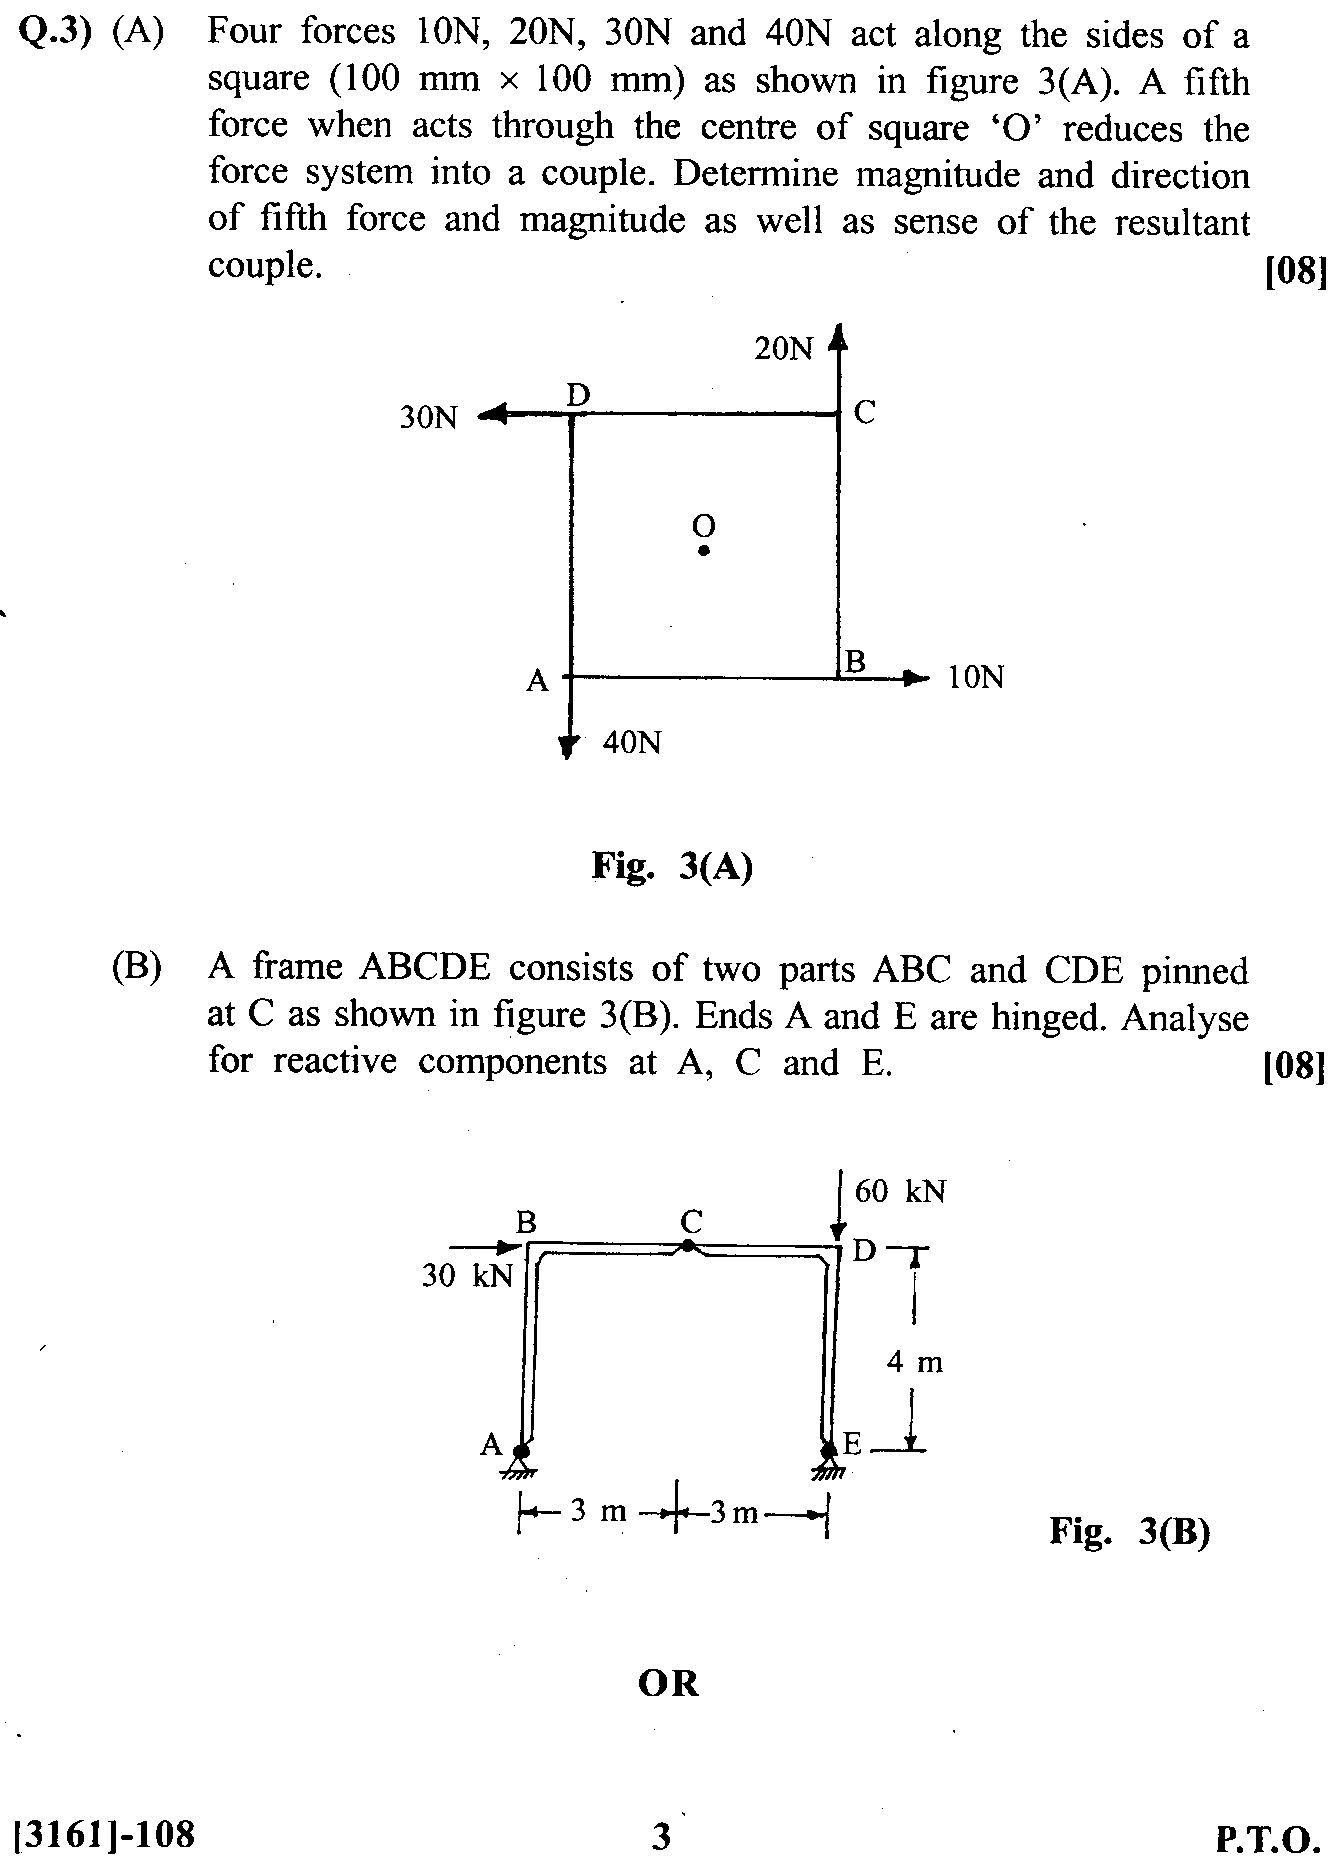 Q.3) (A) Four forces 10N, 20N, 30N and 40N act along the sides of a
square (100 mm × 100 mm) as shown in figure 3(A). A fifth
force when acts through the centre of square ‘O’ reduces the
force system into a couple. Determine magnitude and direction
of fifth force and magnitude as well as sense of the resultant
couple. [08]
20N
D
30N
C
O
B
A
10N
40N
Fig. 3(A)
(B) A frame ABCDE consists of two parts ABC and CDE pinned
at C as shown in figure 3(B). Ends A and E are hinged. Analyse
for reactive components at A, C and E. [08]
60 kN
B C
D
30 kN
4 m
A E
3 m 3 m
Fig. 3(B)
OR
[3161]-108 3 P.T.O.